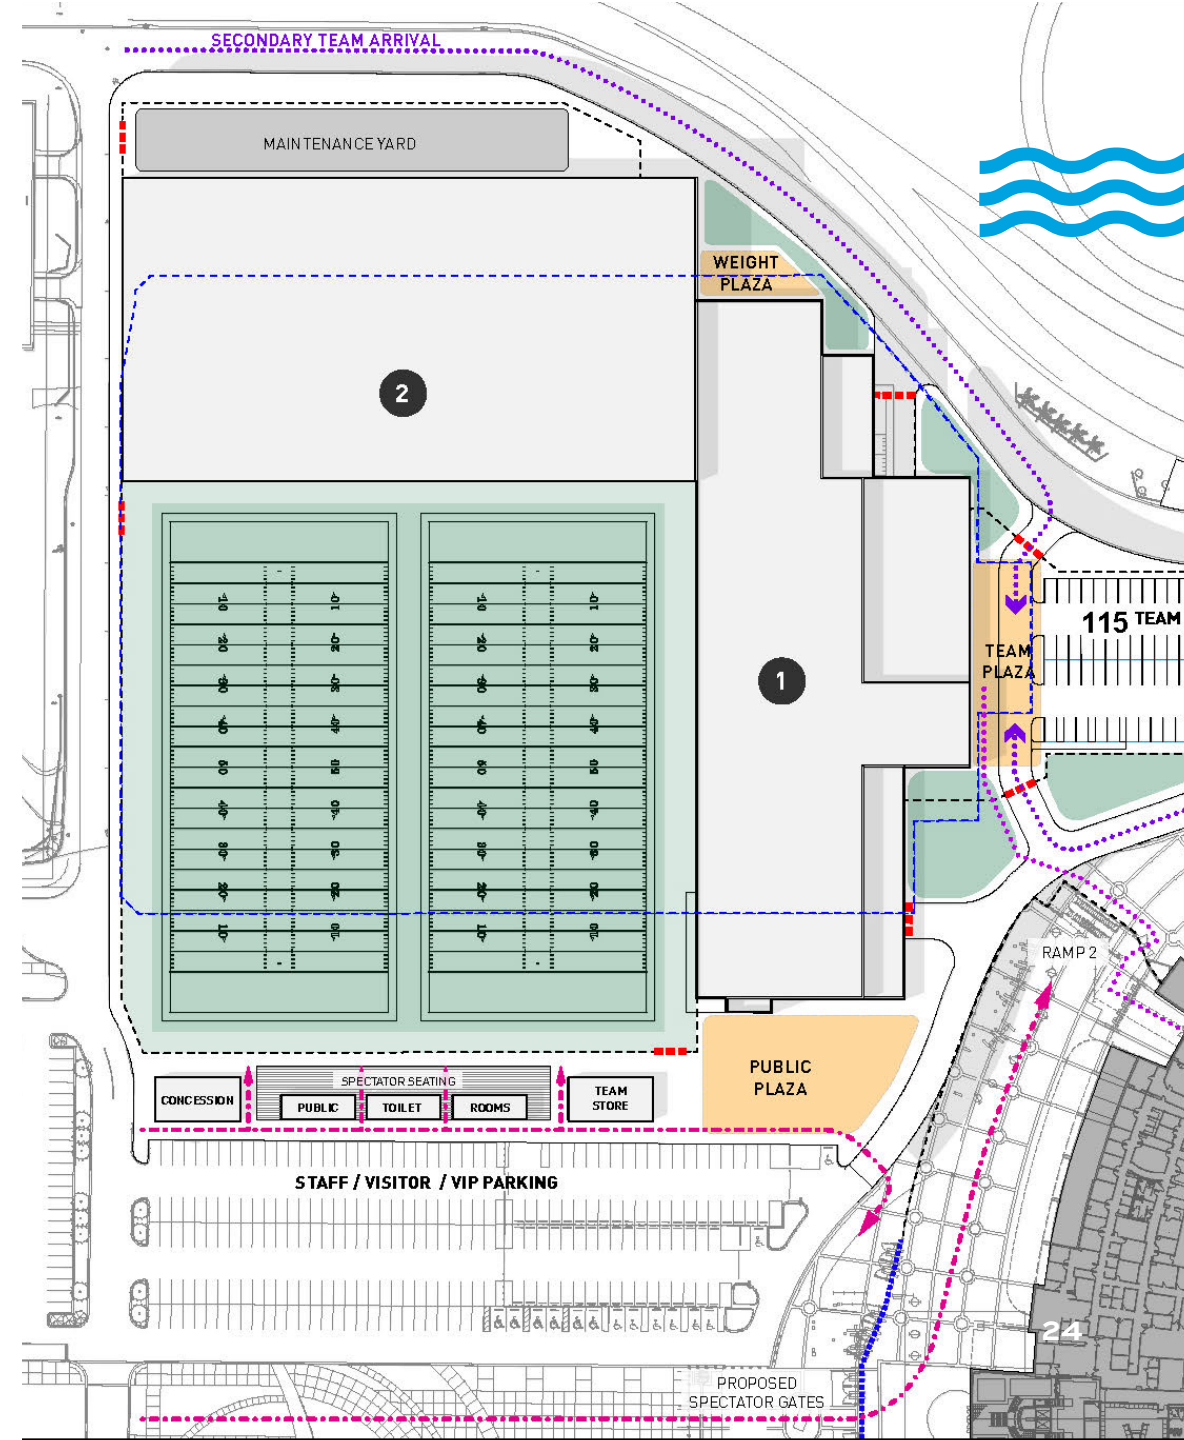 SECONDARY TEAM ARRIVAL
MAINTENANCE YARD
WEIGHT
PLAZA
2
115 TEAM
TEAM
PLAZA
1
RAMP 2
PUBLIC
PLAZA
SPECTATOR SEATING
CONCESSION
PUBLIC
TOILET
ROOMS
TEAM
STORE
STAFF / VISITOR / VIP PARKING
24
PROPOSED
SPECTATOR GATES